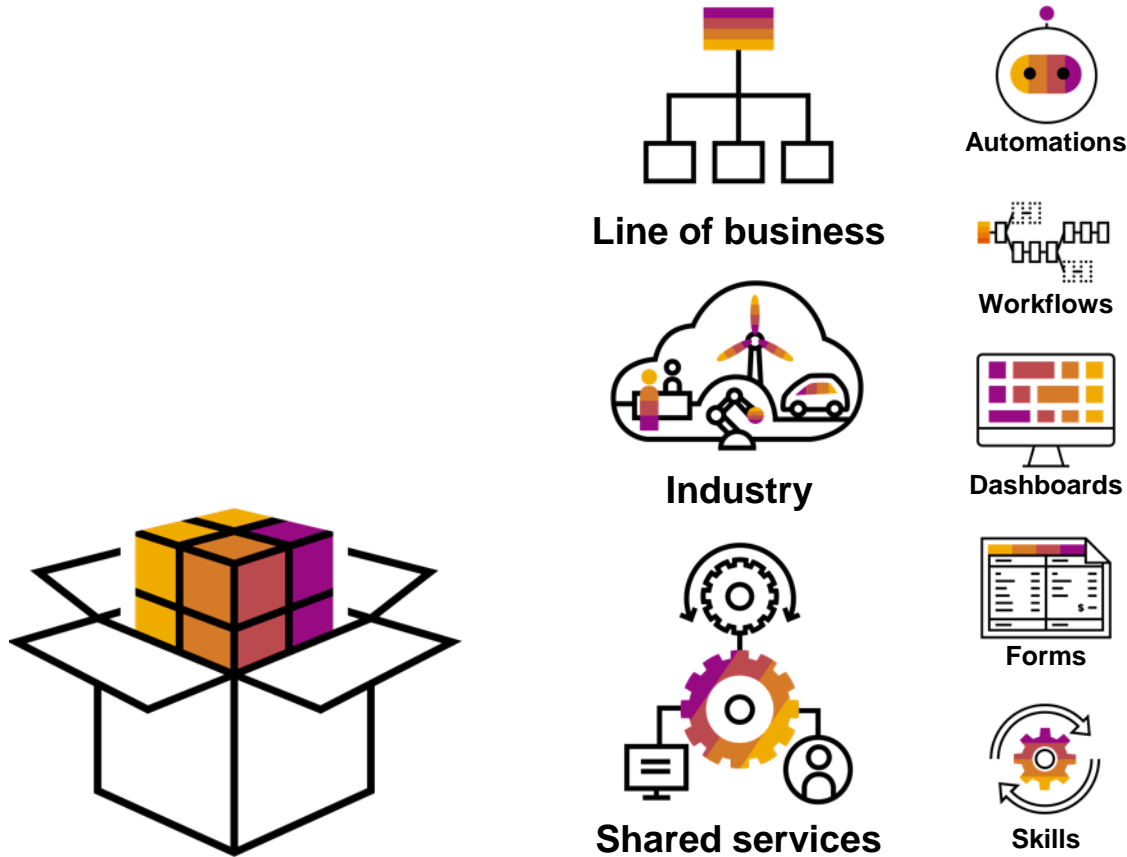 Line of business
Industry
Shared services
Automations
Workflows
Dashboards
Forms
$
Skills